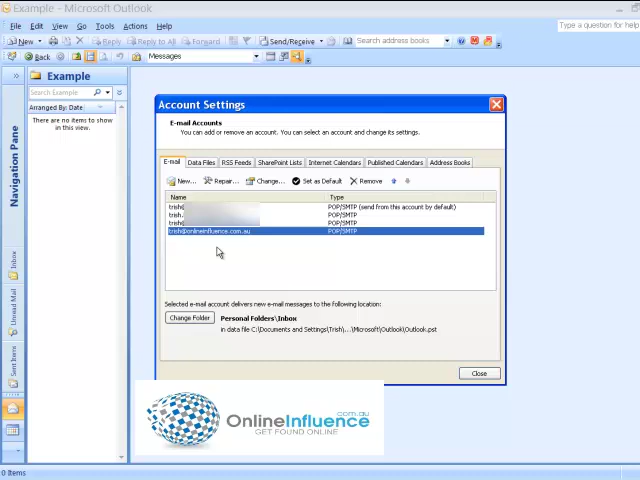 Example - Microsoft Outlook
File Edit View Go Tools Actions Help
Type a question for help
New Reply Reply to All Forward Send/Receive Search address books
Back Messages
Example
Search Example
Arranged By: Date
There are no items to show
in this view.
Navigation Pane
Inbox
Unread Mail
Sent Items
Account Settings
E-mail Accounts
You can add or remove an account. You can select an account and change its settings.
E-mail Data Files RSS Feeds SharePoint Lists Internet Calendars Published Calendars Address Books
New... Repair... Change... Set as Default Remove
Name Type
trish@ POP/SMTP (send from this account by default)
trish. POP/SMTP
trish@ POP/SMTP
trish@onlineinfluence.com.au POP/SMTP
Selected e-mail account delivers new e-mail messages to the following location:
Change Folder Personal Folders\Inbox
in data file C:\Documents and Settings\Trish\...\Microsoft\Outlook\Outlook.pst
Close
com.au
OnlineInfluence
GET FOUND ONLINE
0 Items